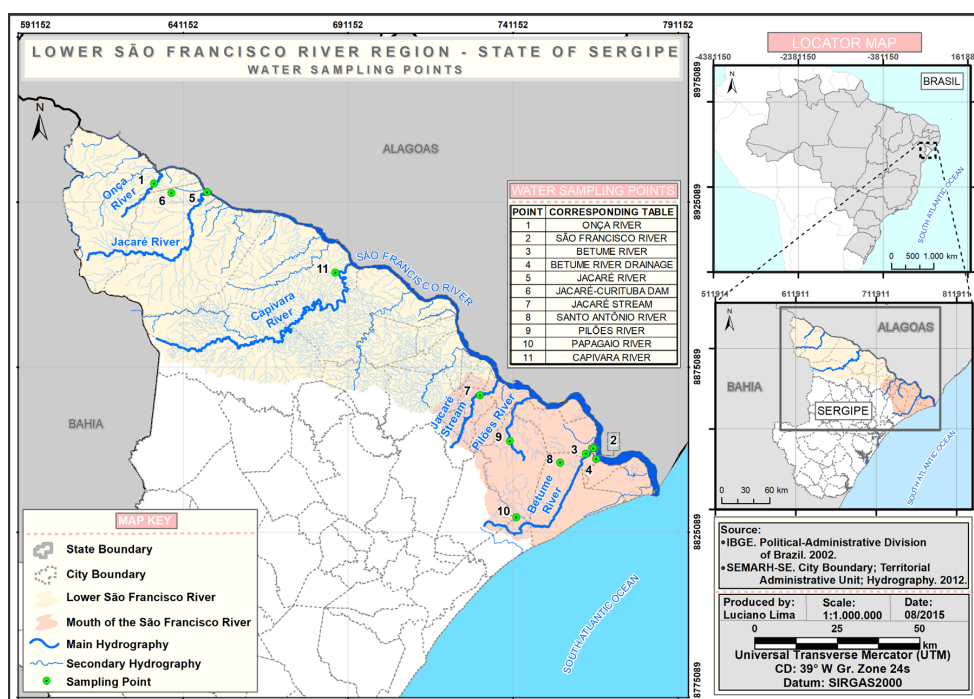 591152
641152
691152
741152
791152
LOWER SÃO FRANCISCO RIVER REGION - STATE OF SERGIPE
WATER SAMPLING POINTS
N
ALAGOAS
1
Onça
River
6
5
Jacaré River
11
SÃO FRANCISCO RIVER
Capivara
River
WATER SAMPLING POINTS
POINT CORRESPONDING TABLE
1 ONÇA RIVER
2 SÃO FRANCISCO RIVER
3 BETUME RIVER
4 BETUME RIVER DRAINAGE
5 JACARÉ RIVER
6 JACARÉ-CURITUBA DAM
7 JACARÉ STREAM
8 SANTO ANTÔNIO RIVER
9 PILÕES RIVER
10 PAPAGAIO RIVER
11 CAPIVARA RIVER
BAHIA
7
Jacaré
Stream
Pilões River
9
3
2
8
4
Betume
River
10
SOUTH ATLANTIC OCEAN
MAP KEY
State Boundary
City Boundary
Lower São Francisco River
Mouth of the São Francisco River
Main Hydrography
Secondary Hydrography
Sampling Point
8975089
8925089
8875089
8825089
8775089
LOCATOR MAP
-4381150
-2381150
-381150
16188
N
BRASIL
SOUTH ATLANTIC OCEAN
0 500 1.000
km
511914
611911
711911
811911
N
ALAGOAS
BAHIA
SERGIPE
SOUTH ATLANTIC OCEAN
0 30 60
km
Source:
IBGE. Political-Administrative Division
of Brazil. 2002.
SEMARH-SE. City Boundary; Territorial
Administrative Unit; Hydrography. 2012.
Produced by:
Luciano Lima
Scale:
1:1.000.000
Date:
08/2015
0 25 50
km
Universal Transverse Mercator (UTM)
CD: 39° W Gr. Zone 24s
Datum: SIRGAS2000